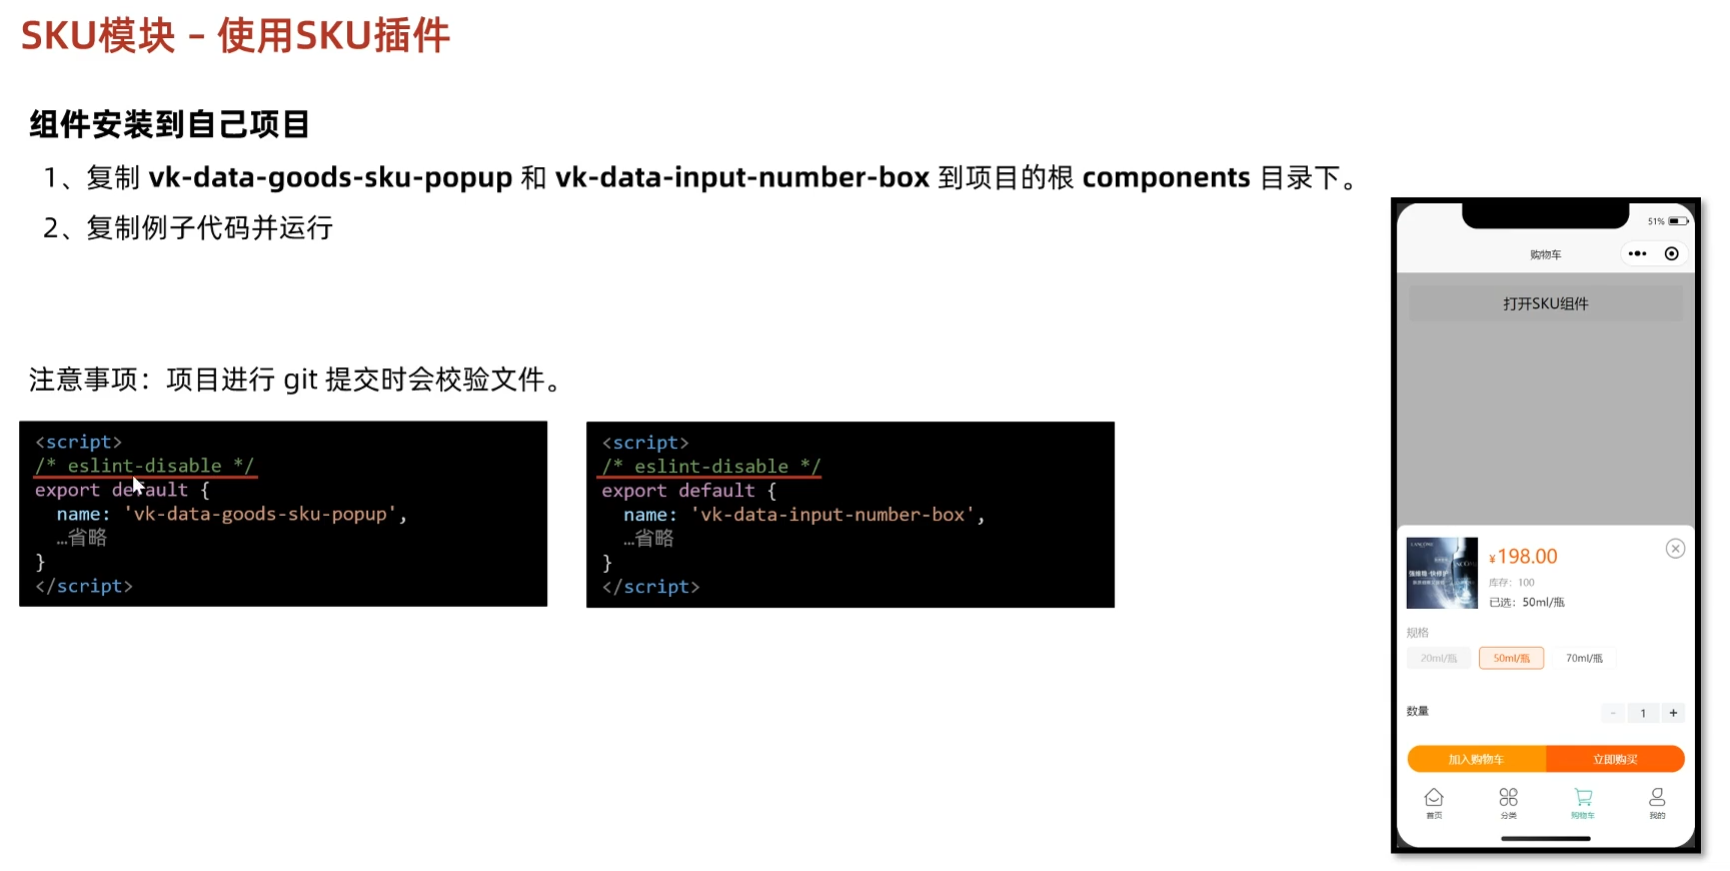 SKU模块 – 使用SKU插件
组件安装到自己项目
1、复制 vk-data-goods-sku-popup 和 vk-data-input-number-box 到项目的根 components 目录下。
2、复制例子代码并运行
注意事项：项目进行 git 提交时会校验文件。
<script>
/* eslint-disable */
export default {
name: 'vk-data-goods-sku-popup',
…省略
}
</script>
<script>
/* eslint-disable */
export default {
name: 'vk-data-input-number-box',
…省略
}
</script>
51%
购物车
打开SKU组件
¥198.00
库存：100
已选：50ml/瓶
规格
20ml/瓶 50ml/瓶 70ml/瓶
数量
- 1 +
加入购物车 立即购买
首页 分类 购物车 我的